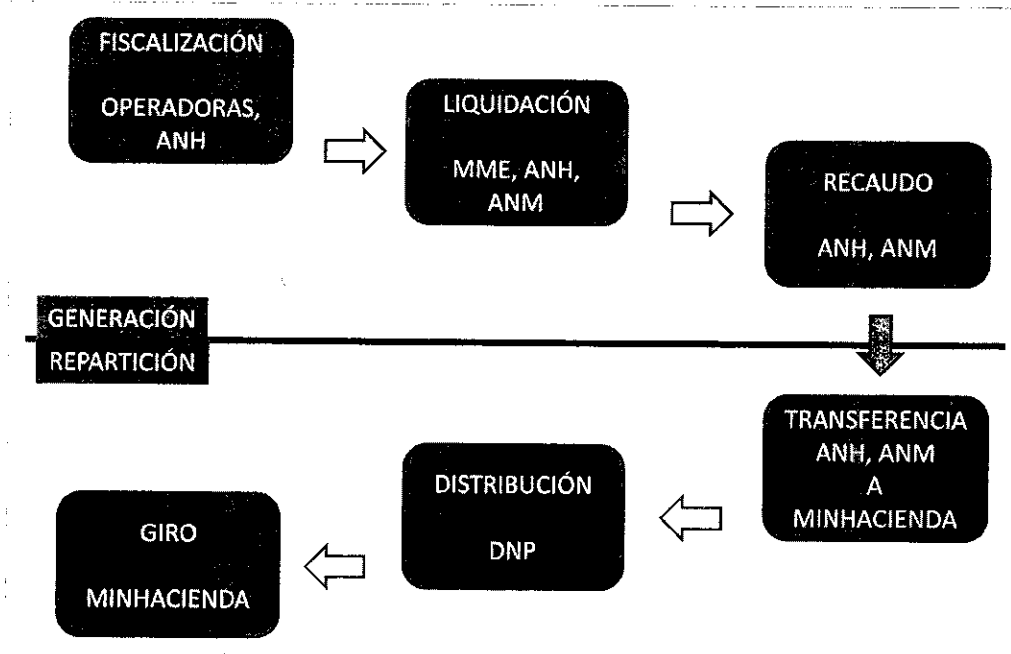 FISCALIZACIÓN
OPERADORAS,
ANH
LIQUIDACIÓN
MME, ANH,
ANM
RECAUDO
ANH, ANM
GENERACIÓN
REPARTICIÓN
TRANSFERENCIA
ANH, ANM
A
MINHACIENDA
DISTRIBUCIÓN
DNP
GIRO
MINHACIENDA